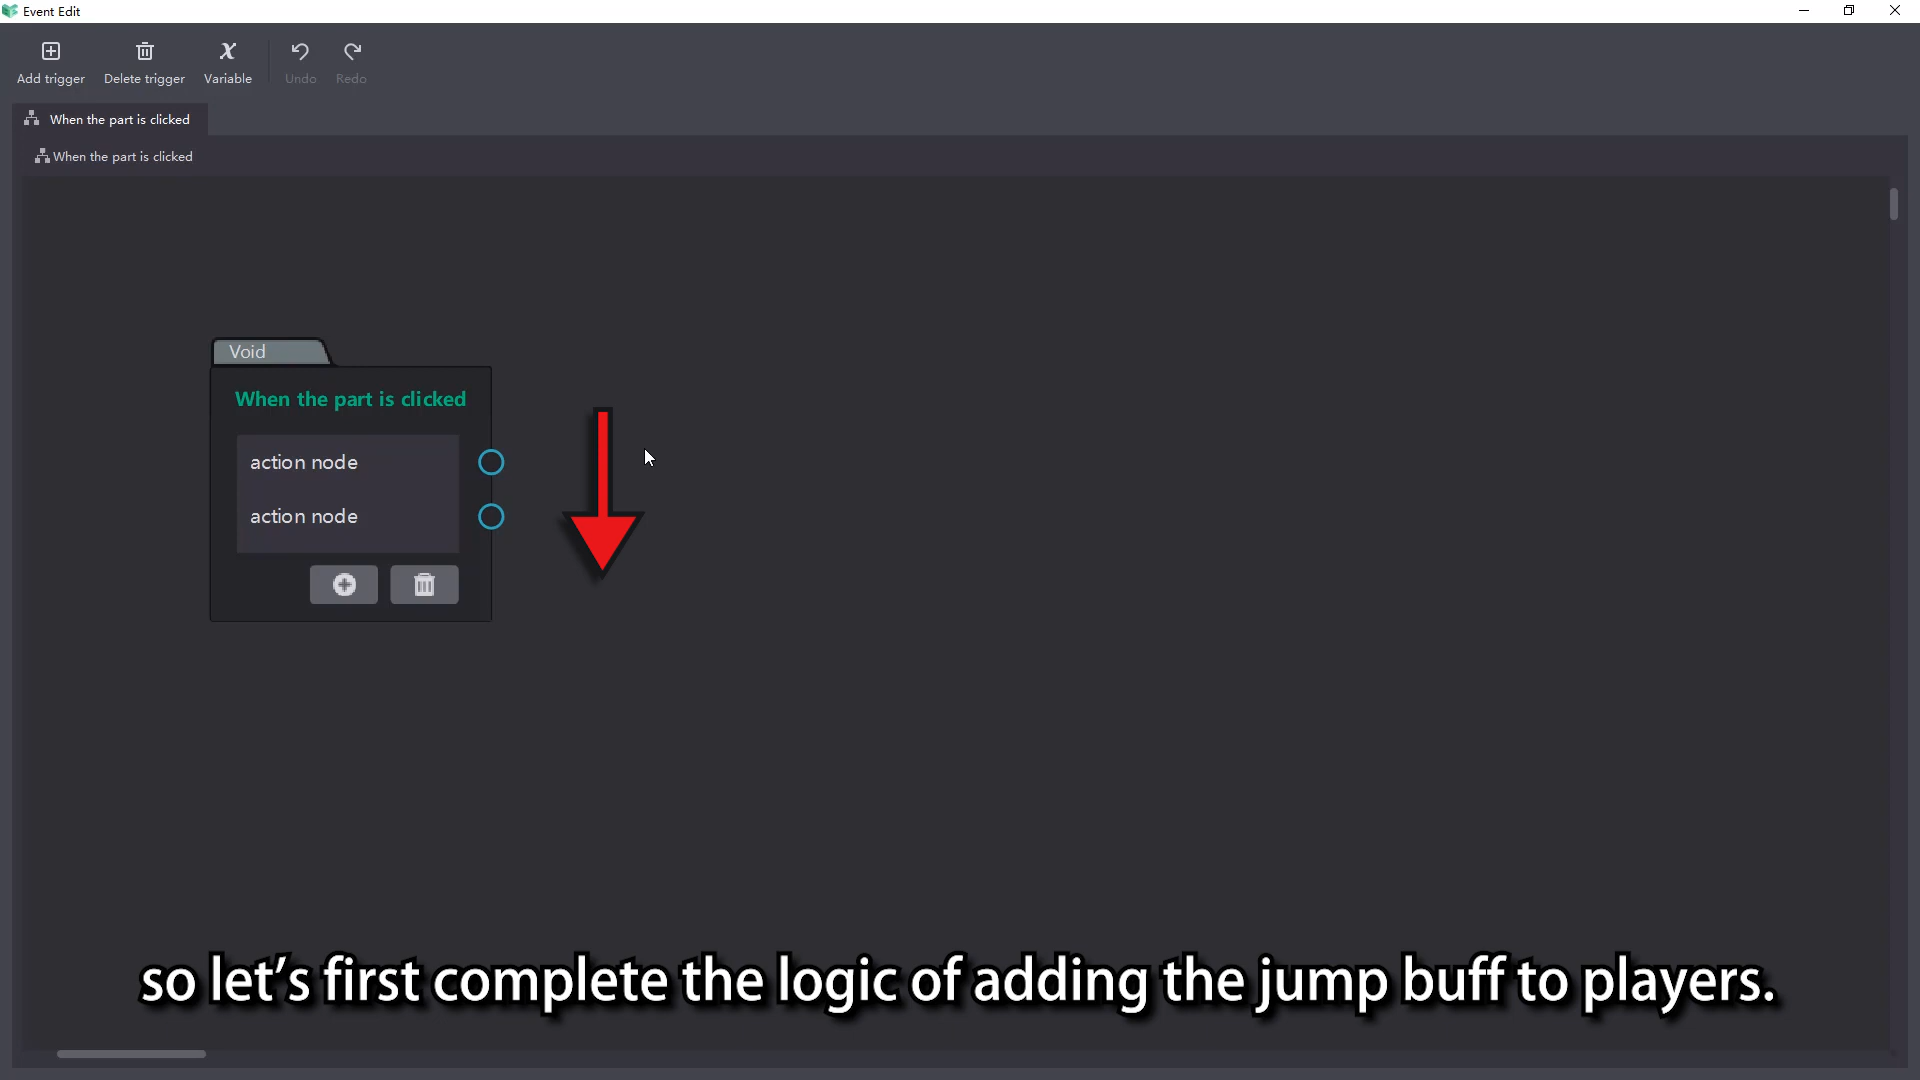 Event Edit
Add trigger
Delete trigger
Variable
Undo
Redo
When the part is clicked
When the part is clicked
Void
When the part is clicked
action node
action node
so let's first complete the logic of adding the jump buff to players.